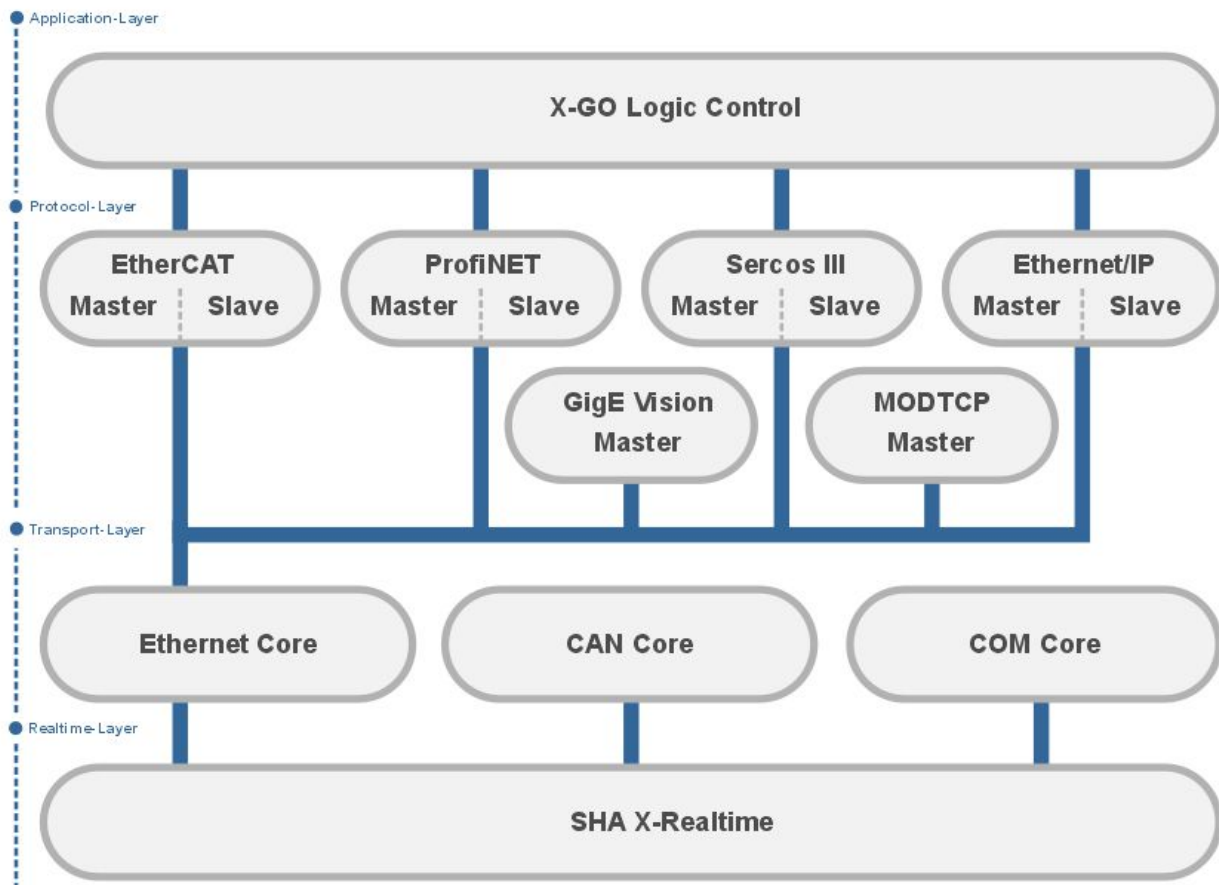 Application-Layer
X-GO Logic Control
Protocol-Layer
EtherCAT
Master Slave
ProfiNET
Master Slave
Sercos III
Master Slave
Ethernet/IP
Master Slave
GigE Vision
Master
MODTCP
Master
Transport-Layer
Ethernet Core
CAN Core
COM Core
Realtime-Layer
SHA X-Realtime